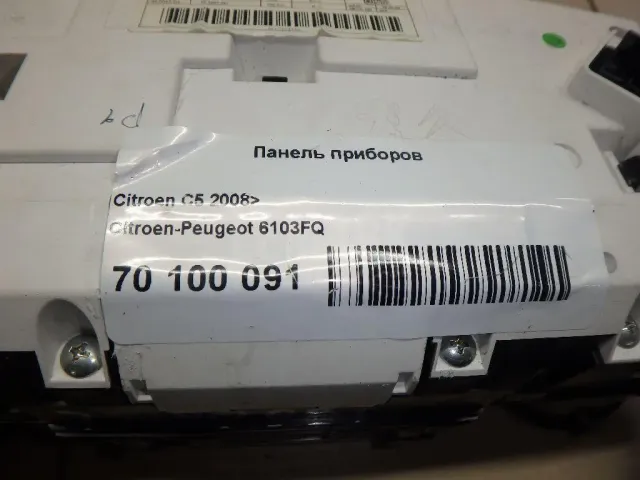 Панель приборов
Citroen C5 2008>
Citroen-Peugeot 6103FQ
70 100 091